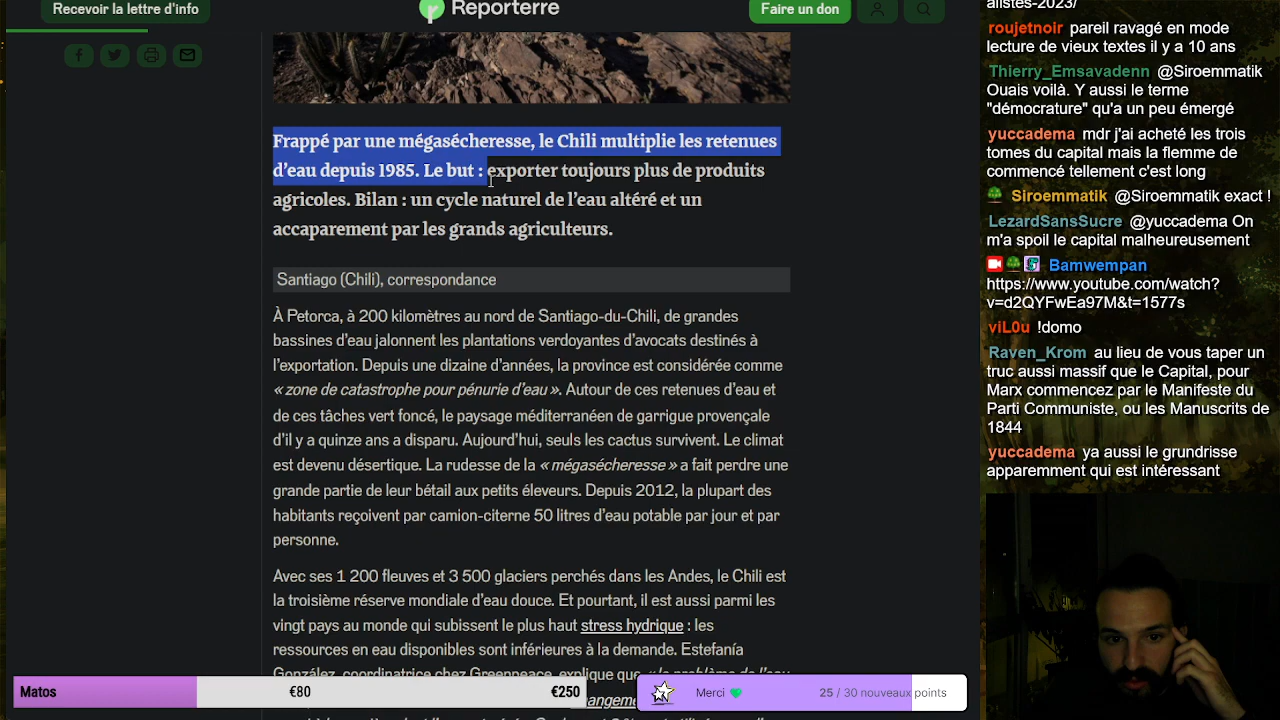 Recevoir la lettre d'info
Reporterre
Faire un don
Frappé par une mégasécheresse, le Chili multiplie les retenues
d'eau depuis 1985. Le but : exporter toujours plus de produits
agricoles. Bilan : un cycle naturel de l'eau altéré et un
accaparement par les grands agriculteurs.
Santiago (Chili), correspondance
À Petorca, à 200 kilomètres au nord de Santiago-du-Chili, de grandes
bassines d'eau jalonnent les plantations verdoyantes d'avocats destinés à
l'exportation. Depuis une dizaine d'années, la province est considérée comme
« zone de catastrophe pour pénurie d'eau ». Autour de ces retenues d'eau et
de ces tâches vert foncé, le paysage méditerranéen de garrigue provençale
d'il y a quinze ans a disparu. Aujourd'hui, seuls les cactus survivent. Le climat
est devenu désertique. La rudesse de la « mégasécheresse » a fait perdre une
grande partie de leur bétail aux petits éleveurs. Depuis 2012, la plupart des
habitants reçoivent par camion-citerne 50 litres d'eau potable par jour et par
personne.
Avec ses 1 200 fleuves et 3 500 glaciers perchés dans les Andes, le Chili est
la troisième réserve mondiale d'eau douce. Et pourtant, il est aussi parmi les
vingt pays au monde qui subissent le plus haut stress hydrique : les
ressources en eau disponibles sont inférieures à la demande. Estefanía
González, coordinatrice chez Greenpeace, explique que « le problème de l'eau
Matos
€80
€250
Merci 💚
25 / 30 nouveaux points
alistes-2023/
roujetnoir pareil ravagé en mode
lecture de vieux textes il y a 10 ans
Thierry_Emsavadenn @Siroemmatik
Ouais voilà. Y aussi le terme
"démocrature" qu'a un peu émergé
yuccadema mdr j'ai acheté les trois
tomes du capital mais la flemme de
commencé tellement c'est long
Siroemmatik @Siroemmatik exact !
LezardSansSucre @yuccadema On
m'a spoil le capital malheureusement
Bamwempan
https://www.youtube.com/watch?
v=d2QYFwEa97M&t=1577s
viL0u !domo
Raven_Krom au lieu de vous taper un
truc aussi massif que le Capital, pour
Marx commencez par le Manifeste du
Parti Communiste, ou les Manuscrits de
1844
yuccadema ya aussi le grundrisse
apparemment qui est intéressant